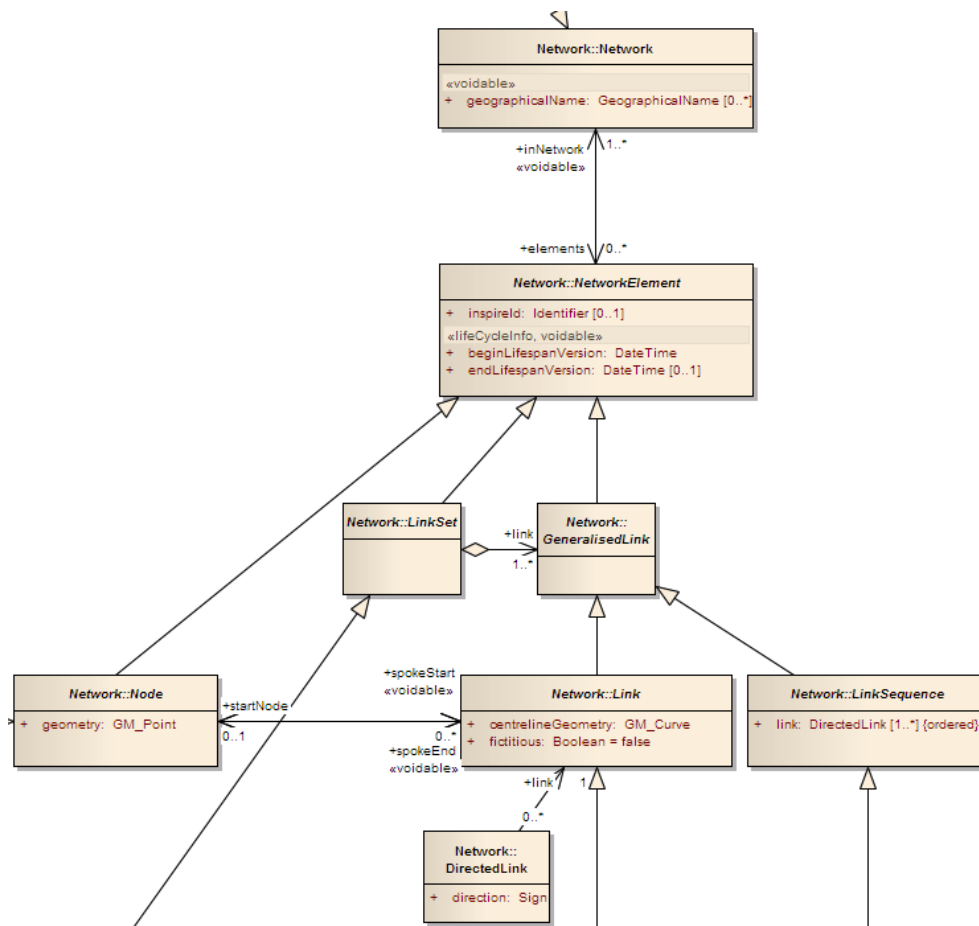 Network::Network
«voidable»
+ geographicalName: GeographicalName [0..*]
+inNetwork 1..*
«voidable»
+elements 0..*
Network::NetworkElement
+ inspireId: Identifier [0..1]
«lifeCycleInfo, voidable»
+ beginLifespanVersion: DateTime
+ endLifespanVersion: DateTime [0..1]
Network::LinkSet
+link
1..*
Network::
GeneralisedLink
Network::Node
+ geometry: GM_Point
+startNode
0..1
+spokeStart
«voidable»
0..*
+spokeEnd
«voidable»
Network::Link
+ centrelineGeometry: GM_Curve
+ fictitious: Boolean = false
Network::LinkSequence
+ link: DirectedLink [1..*] {ordered}
+link 1
0..*
Network::
DirectedLink
+ direction: Sign